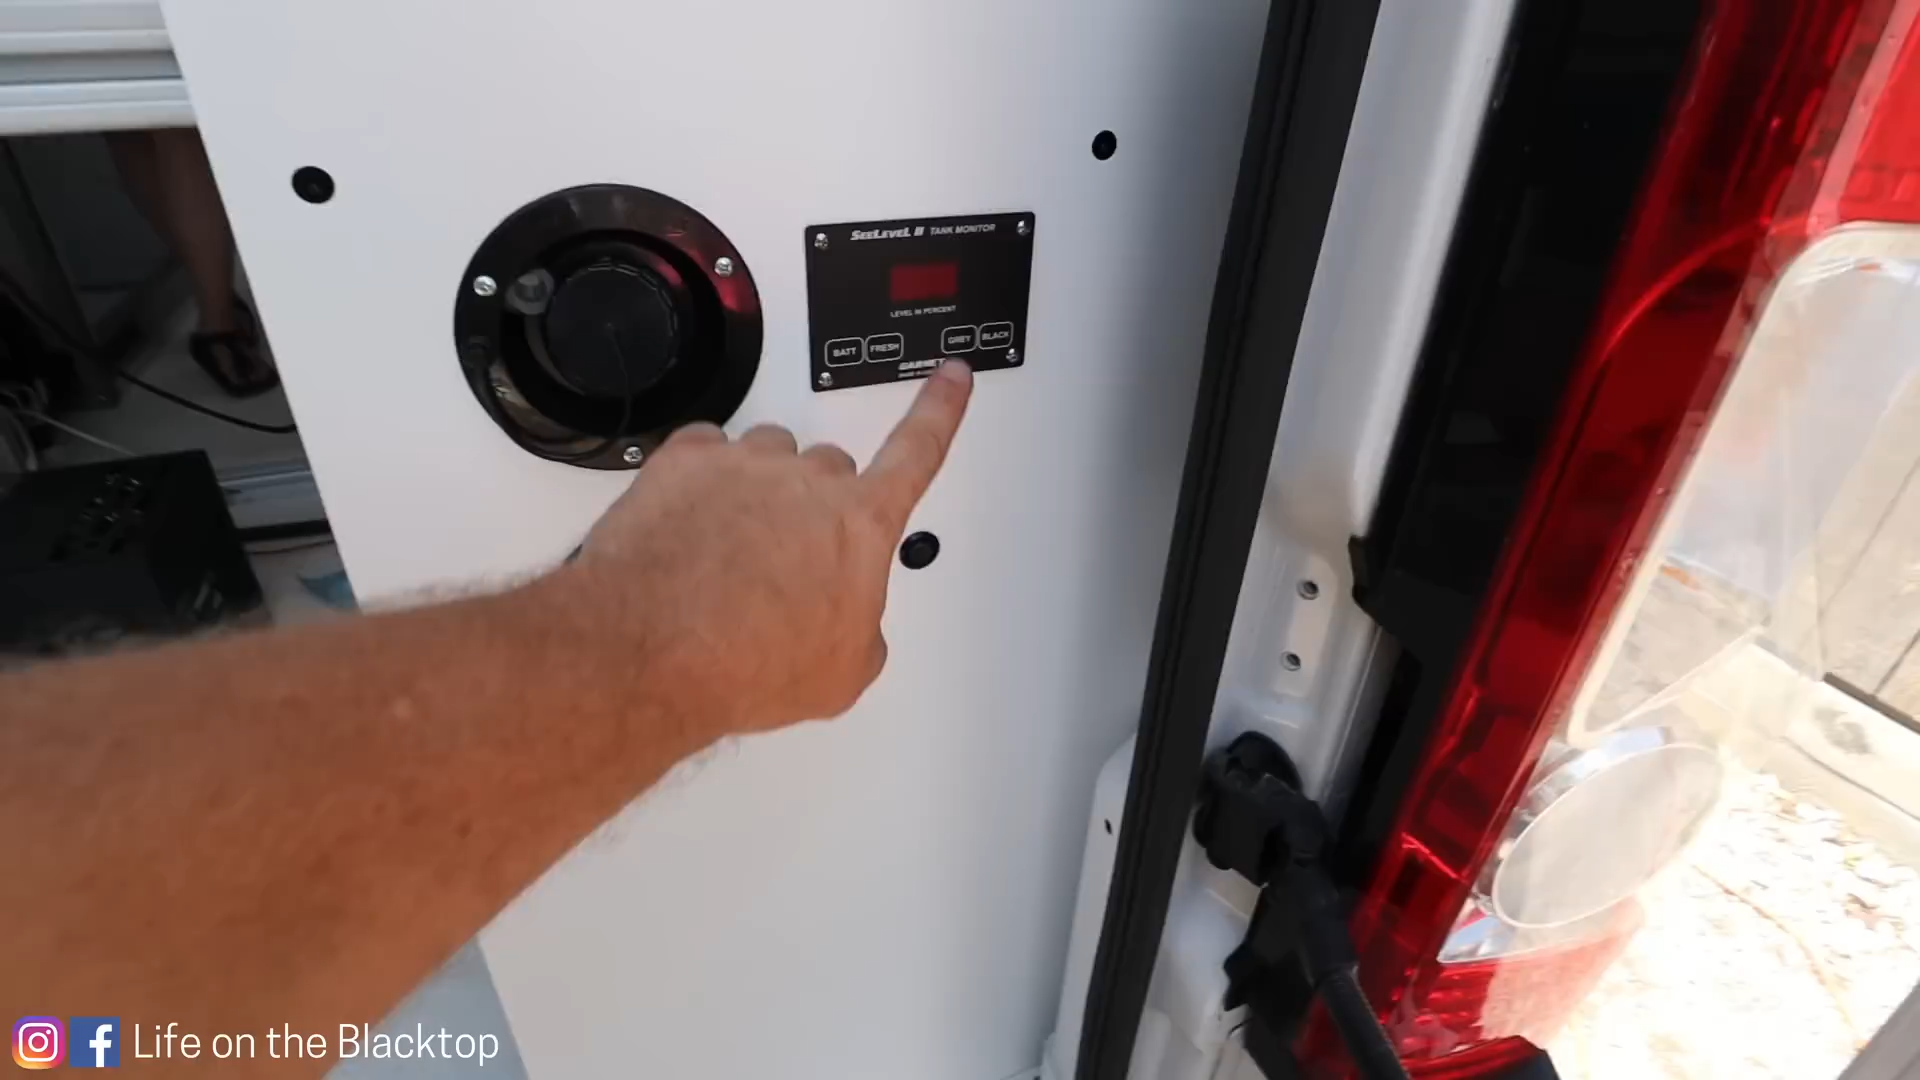 SEELEVEL II TANK MONITOR
LEVEL IN PERCENT
BATT FRESH GREY BLACK
Life on the Blacktop